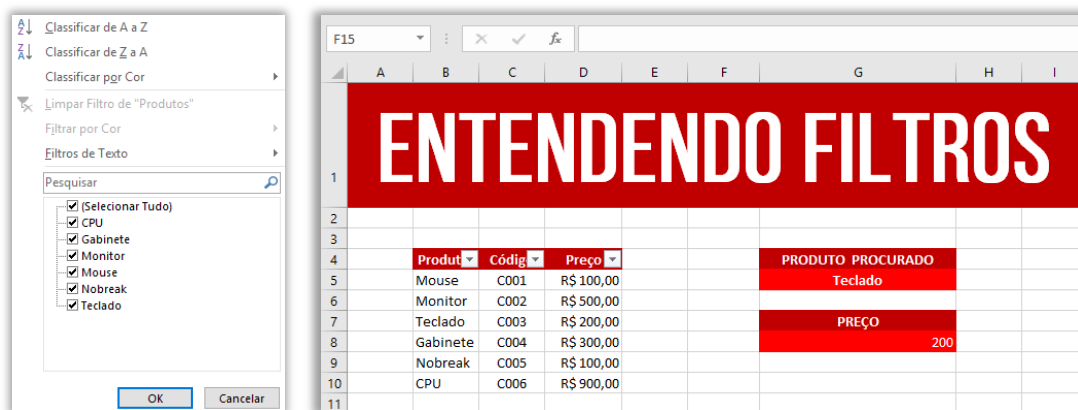 Classificar de A a Z
Classificar de Z a A
Classificar por Cor
Limpar Filtro de "Produtos"
Filtrar por Cor
Filtros de Texto
Pesquisar
(Selecionar Tudo)
CPU
Gabinete
Monitor
Mouse
Nobreak
Teclado
OK Cancelar
F15 fx
A B C D E F G H I
1 ENTENDENDO FILTROS
2
3
4 Produt Códig Preço PRODUTO PROCURADO
5 Mouse C001 R$ 100,00 Teclado
6 Monitor C002 R$ 500,00
7 Teclado C003 R$ 200,00 PREÇO
8 Gabinete C004 R$ 300,00 200
9 Nobreak C005 R$ 100,00
10 CPU C006 R$ 900,00
11